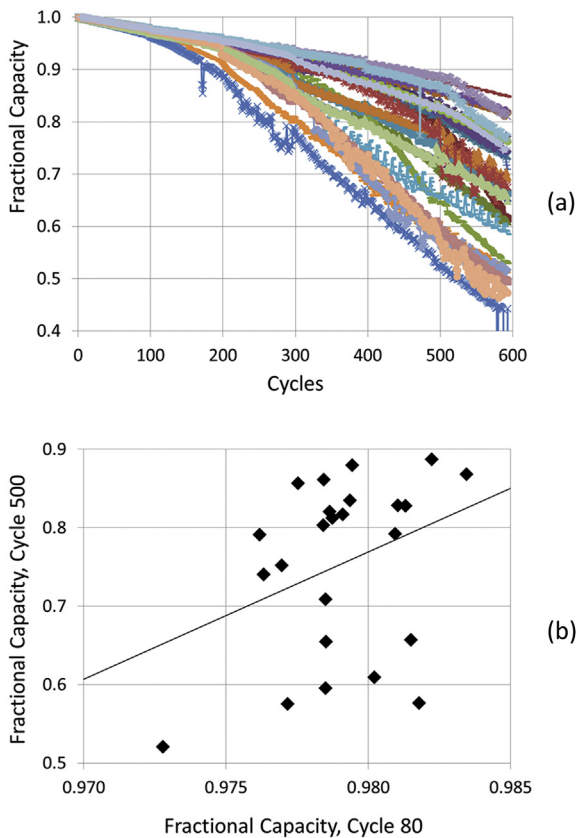 Fractional Capacity
1.0
0.9
0.8
0.7
0.6
0.5
0.4
0 100 200 300 400 500 600
Cycles
(a)
Fractional Capacity, Cycle 500
0.9
0.8
0.7
0.6
0.5
0.970 0.975 0.980 0.985
Fractional Capacity, Cycle 80
(b)